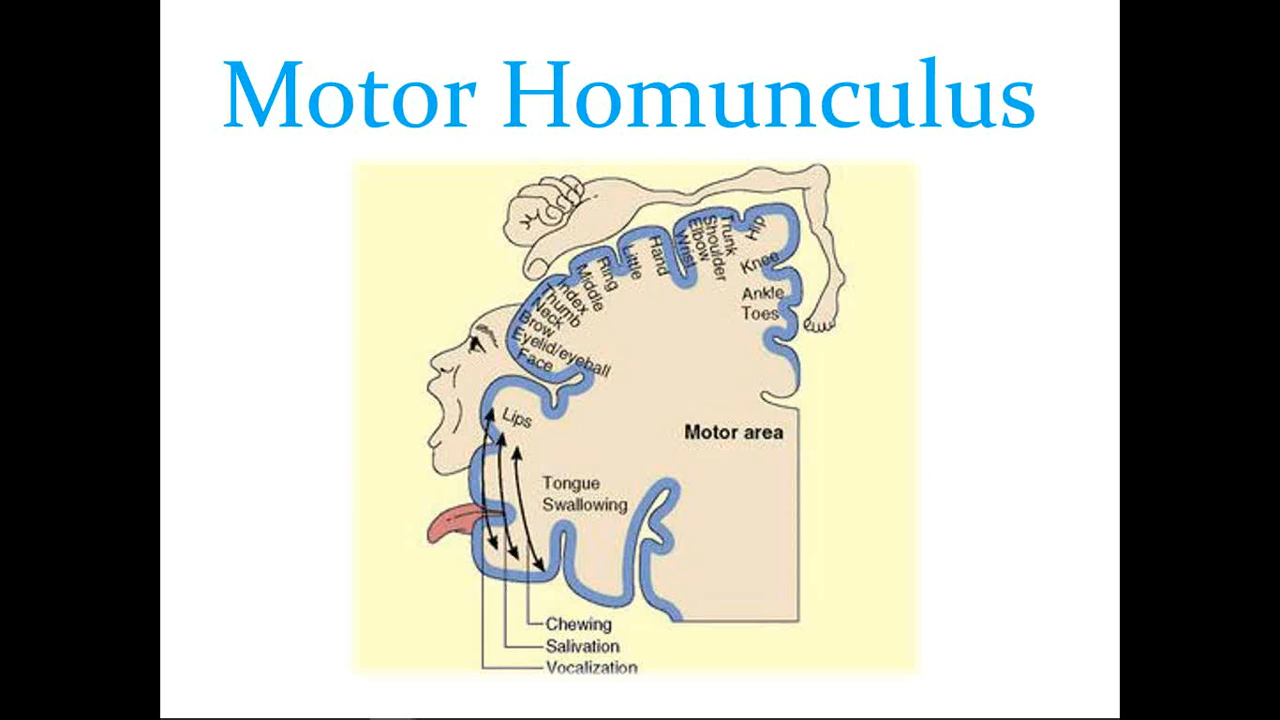 Motor Homunculus
Hip
Trunk
Shoulder
Elbow
Wrist
Hand
Little
Ring
Middle
Index
Thumb
Neck
Brow
Eyelid/eyeball
Face
Knee
Ankle
Toes
Lips
Motor area
Tongue
Swallowing
Chewing
Salivation
Vocalization